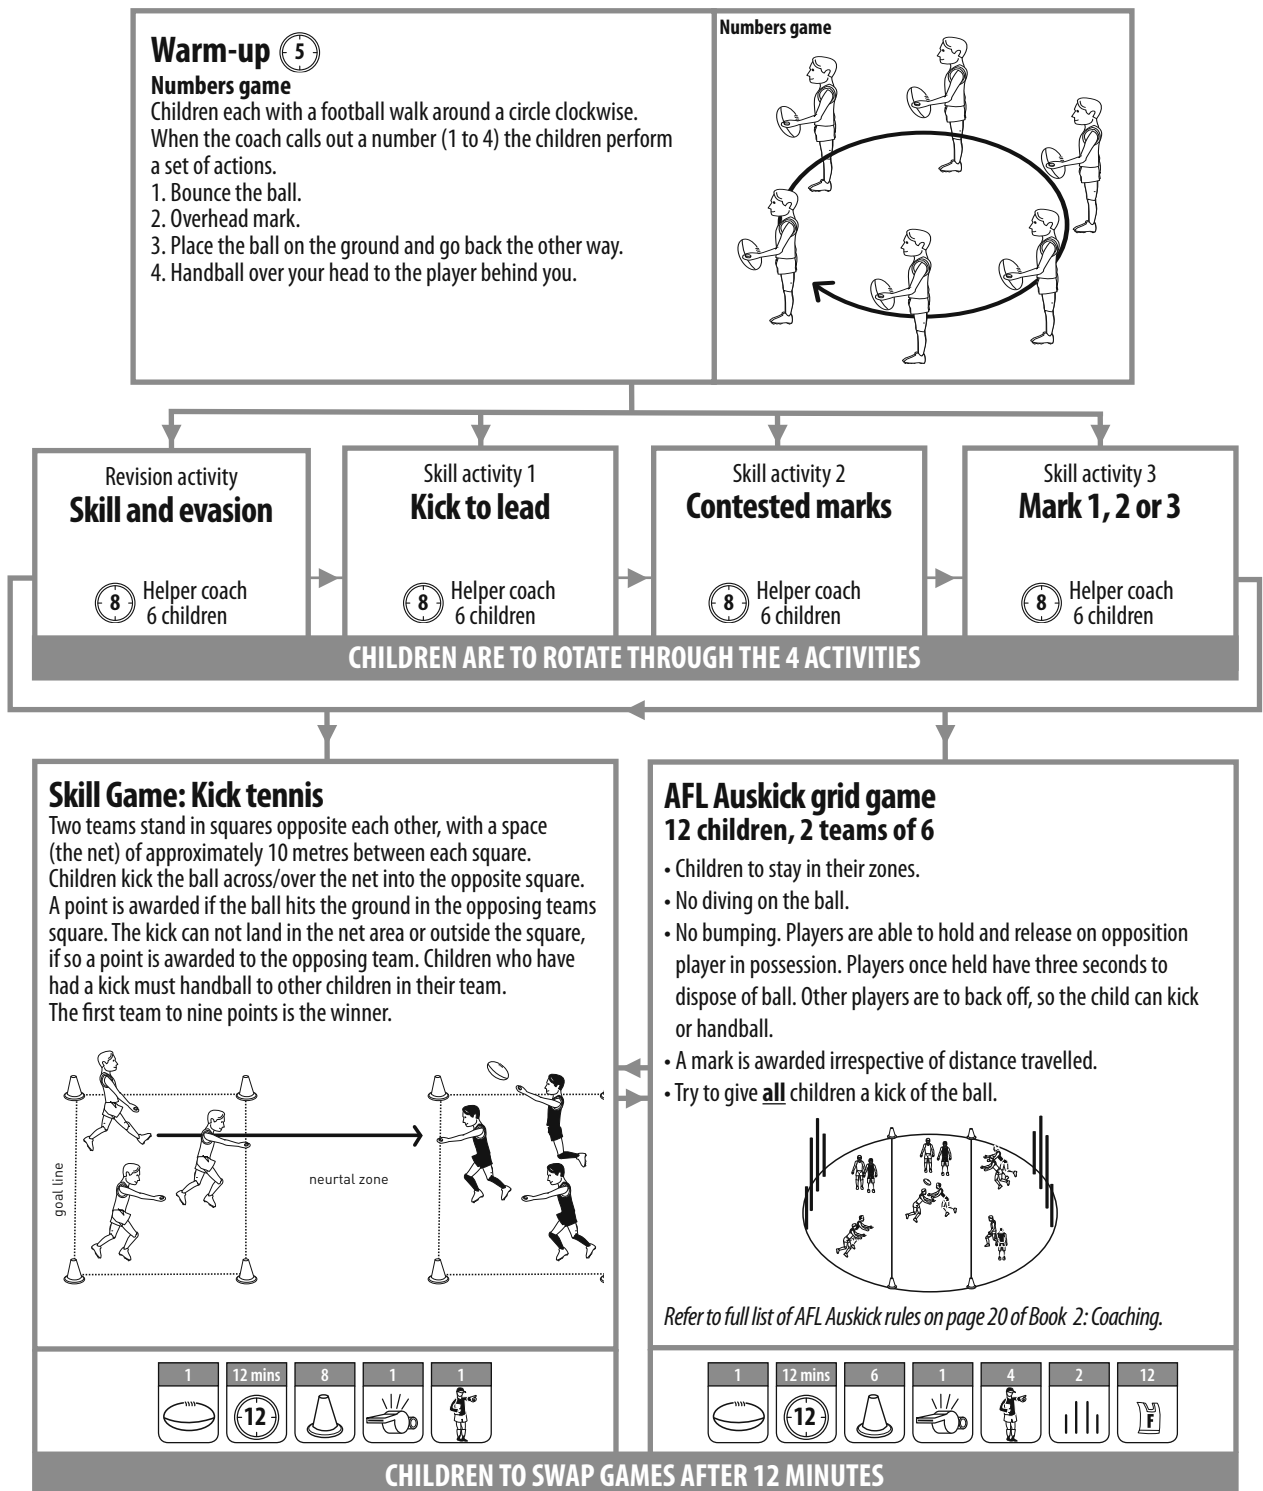 Warm-up 5
Numbers game
Children each with a football walk around a circle clockwise.
When the coach calls out a number (1 to 4) the children perform
a set of actions.
1. Bounce the ball.
2. Overhead mark.
3. Place the ball on the ground and go back the other way.
4. Handball over your head to the player behind you.
Numbers game
Revision activity
Skill and evasion
8 Helper coach
6 children
Skill activity 1
Kick to lead
8 Helper coach
6 children
Skill activity 2
Contested marks
8 Helper coach
6 children
Skill activity 3
Mark 1, 2 or 3
8 Helper coach
6 children
CHILDREN ARE TO ROTATE THROUGH THE 4 ACTIVITIES
Skill Game: Kick tennis
Two teams stand in squares opposite each other, with a space
(the net) of approximately 10 metres between each square.
Children kick the ball across/over the net into the opposite square.
A point is awarded if the ball hits the ground in the opposing teams
square. The kick can not land in the net area or outside the square,
if so a point is awarded to the opposing team. Children who have
had a kick must handball to other children in their team.
The first team to nine points is the winner.
goal line
neurtal zone
1 12 mins 8 1 1
12
AFL Auskick grid game
12 children, 2 teams of 6
• Children to stay in their zones.
• No diving on the ball.
• No bumping. Players are able to hold and release on opposition
player in possession. Players once held have three seconds to
dispose of ball. Other players are to back off, so the child can kick
or handball.
• A mark is awarded irrespective of distance travelled.
• Try to give all children a kick of the ball.
Refer to full list of AFL Auskick rules on page 20 of Book 2: Coaching.
1 12 mins 6 1 4 2 12
12 F
CHILDREN TO SWAP GAMES AFTER 12 MINUTES